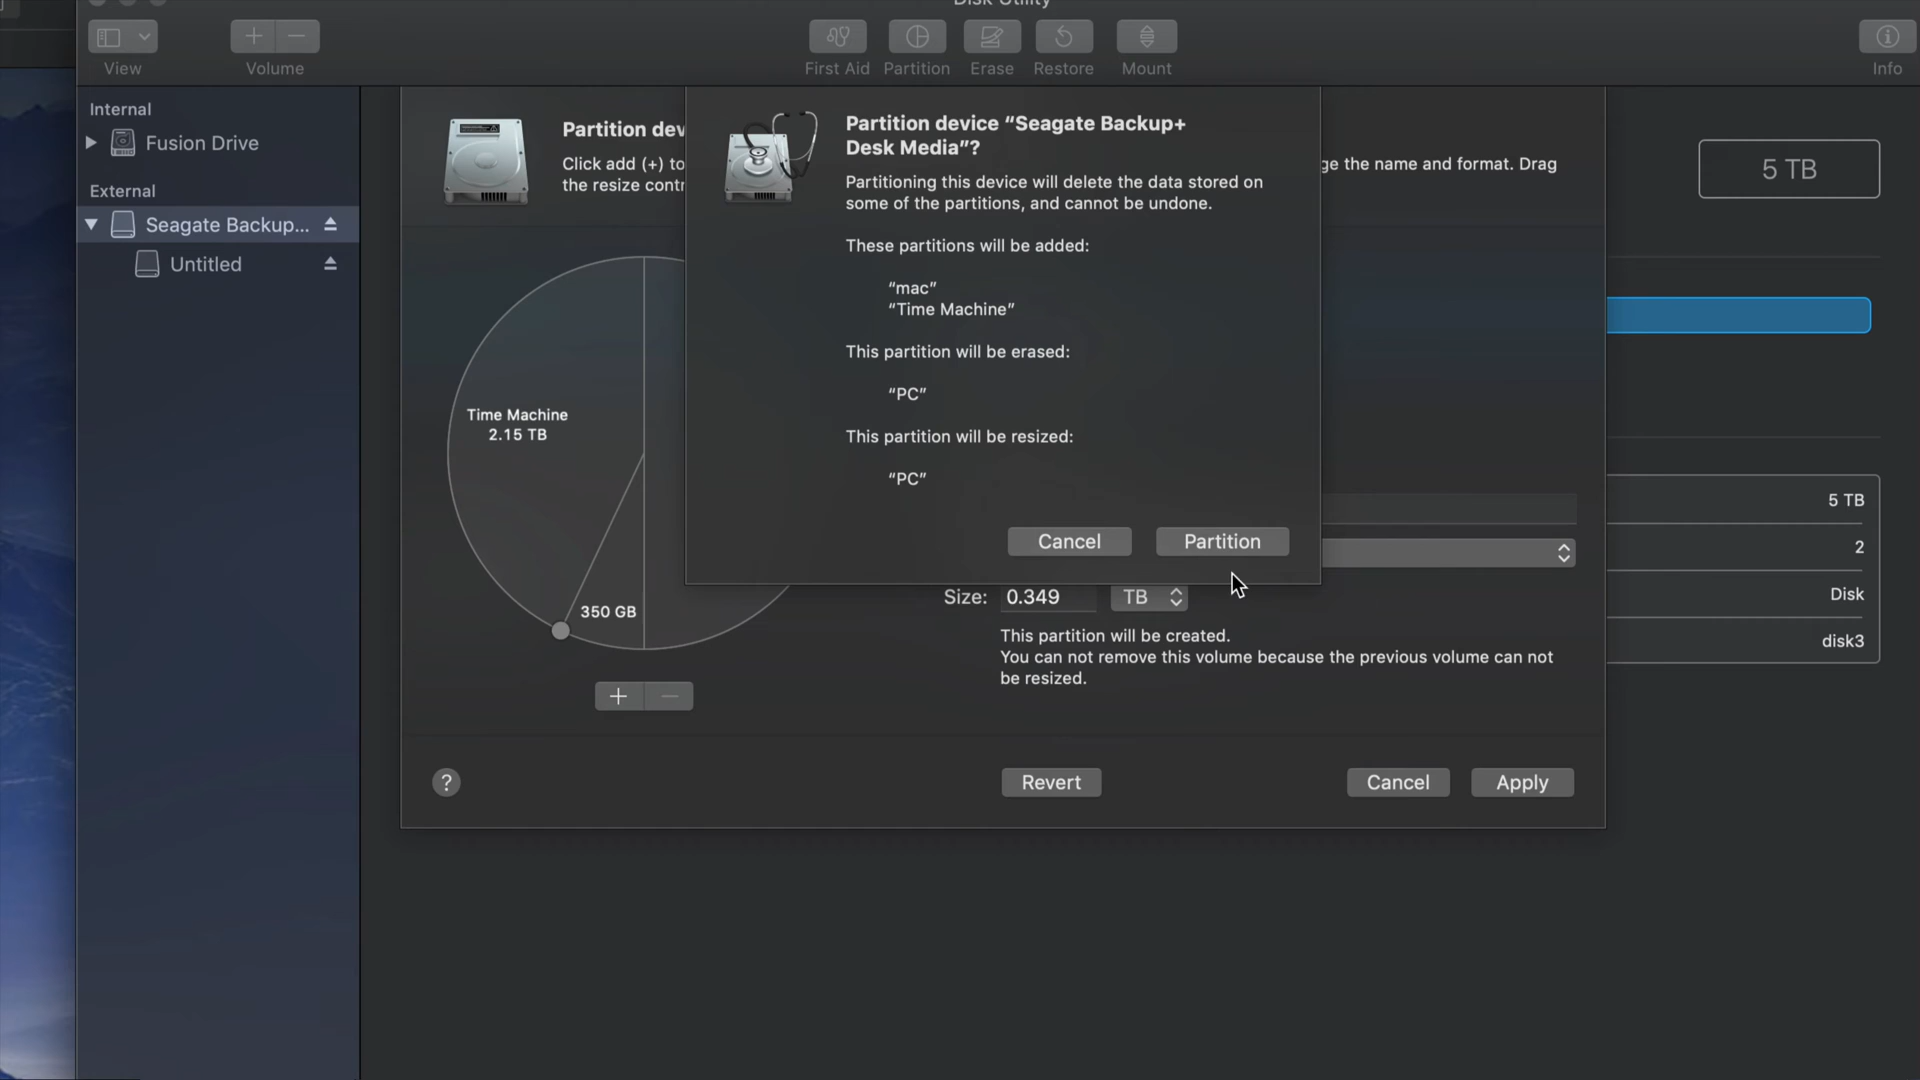 Disk Utility
View
Volume
First Aid
Partition
Erase
Restore
Mount
Info
Internal
Fusion Drive
External
Seagate Backup...
Untitled
Partition dev
Click add (+) to
the resize contr
ge the name and format. Drag
Partition device “Seagate Backup+
Desk Media”?
Partitioning this device will delete the data stored on
some of the partitions, and cannot be undone.
These partitions will be added:
“mac”
“Time Machine”
This partition will be erased:
“PC”
This partition will be resized:
“PC”
Cancel
Partition
Time Machine
2.15 TB
350 GB
Size: 0.349 TB
This partition will be created.
You can not remove this volume because the previous volume can not
be resized.
?
Revert
Cancel
Apply
5 TB
5 TB
2
Disk
disk3